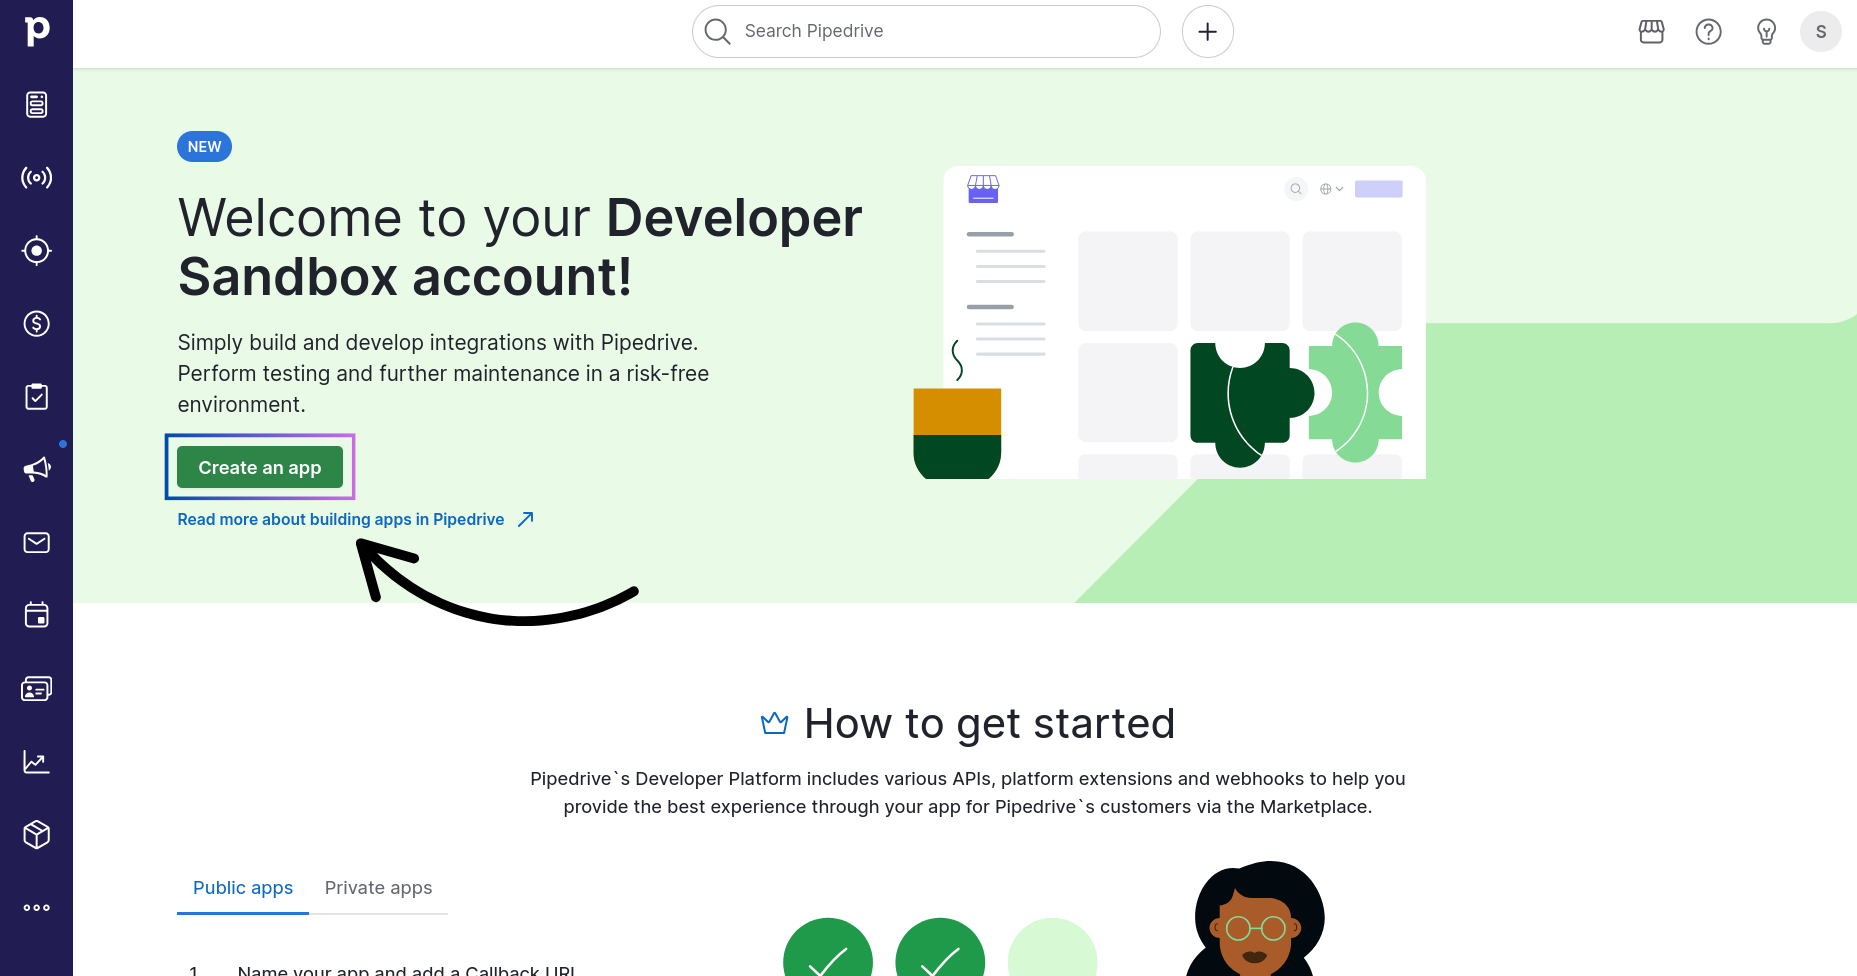 p
Search Pipedrive
S
NEW
Welcome to your Developer
Sandbox account!
Simply build and develop integrations with Pipedrive.
Perform testing and further maintenance in a risk-free
environment.
Create an app
Read more about building apps in Pipedrive
How to get started
Pipedrive`s Developer Platform includes various APIs, platform extensions and webhooks to help you
provide the best experience through your app for Pipedrive`s customers via the Marketplace.
Public apps Private apps
1 Name your app and add a Callback URL